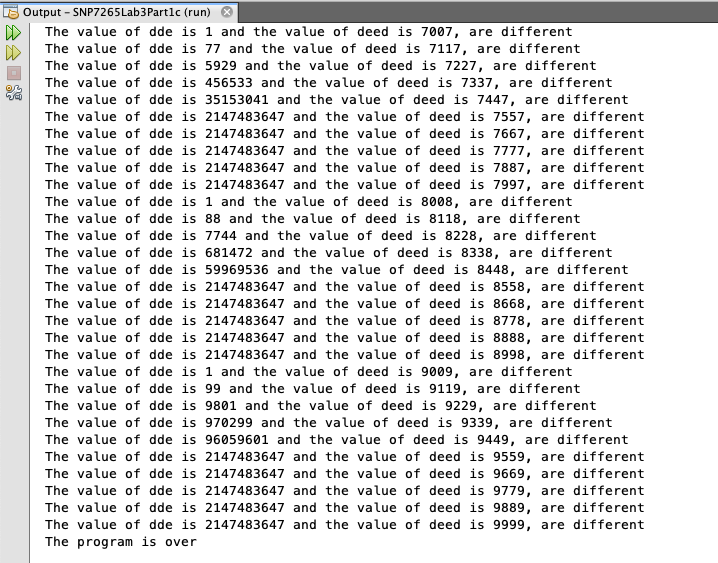 Output – SNP7265Lab3Part1c (run)
The value of dde is 1 and the value of deed is 7007, are different
The value of dde is 77 and the value of deed is 7117, are different
The value of dde is 5929 and the value of deed is 7227, are different
The value of dde is 456533 and the value of deed is 7337, are different
The value of dde is 35153041 and the value of deed is 7447, are different
The value of dde is 2147483647 and the value of deed is 7557, are different
The value of dde is 2147483647 and the value of deed is 7667, are different
The value of dde is 2147483647 and the value of deed is 7777, are different
The value of dde is 2147483647 and the value of deed is 7887, are different
The value of dde is 2147483647 and the value of deed is 7997, are different
The value of dde is 1 and the value of deed is 8008, are different
The value of dde is 88 and the value of deed is 8118, are different
The value of dde is 7744 and the value of deed is 8228, are different
The value of dde is 681472 and the value of deed is 8338, are different
The value of dde is 59969536 and the value of deed is 8448, are different
The value of dde is 2147483647 and the value of deed is 8558, are different
The value of dde is 2147483647 and the value of deed is 8668, are different
The value of dde is 2147483647 and the value of deed is 8778, are different
The value of dde is 2147483647 and the value of deed is 8888, are different
The value of dde is 2147483647 and the value of deed is 8998, are different
The value of dde is 1 and the value of deed is 9009, are different
The value of dde is 99 and the value of deed is 9119, are different
The value of dde is 9801 and the value of deed is 9229, are different
The value of dde is 970299 and the value of deed is 9339, are different
The value of dde is 96059601 and the value of deed is 9449, are different
The value of dde is 2147483647 and the value of deed is 9559, are different
The value of dde is 2147483647 and the value of deed is 9669, are different
The value of dde is 2147483647 and the value of deed is 9779, are different
The value of dde is 2147483647 and the value of deed is 9889, are different
The value of dde is 2147483647 and the value of deed is 9999, are different
The program is over